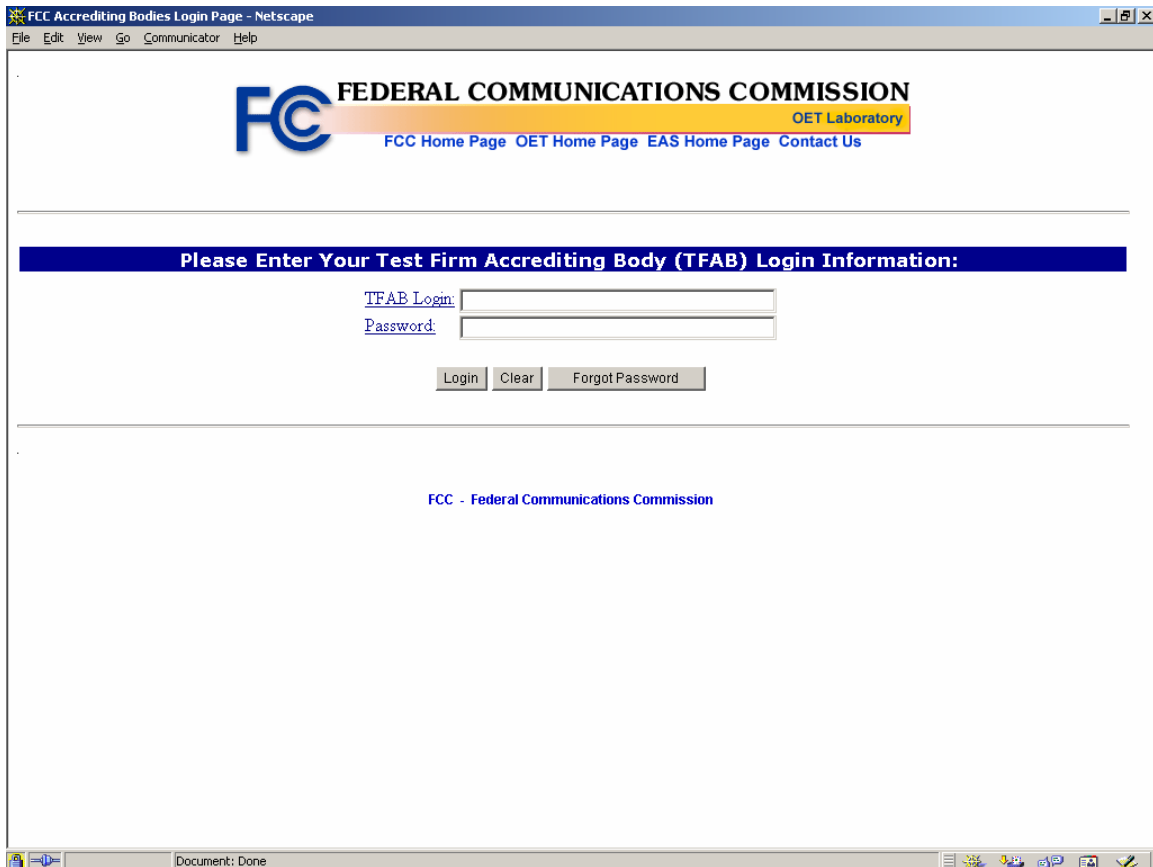 FCC Accrediting Bodies Login Page - Netscape
File Edit View Go Communicator Help
FCC
FEDERAL COMMUNICATIONS COMMISSION
OET Laboratory
FCC Home Page OET Home Page EAS Home Page Contact Us
Please Enter Your Test Firm Accrediting Body (TFAB) Login Information:
TFAB Login:
Password:
Login Clear Forgot Password
FCC - Federal Communications Commission
Document: Done